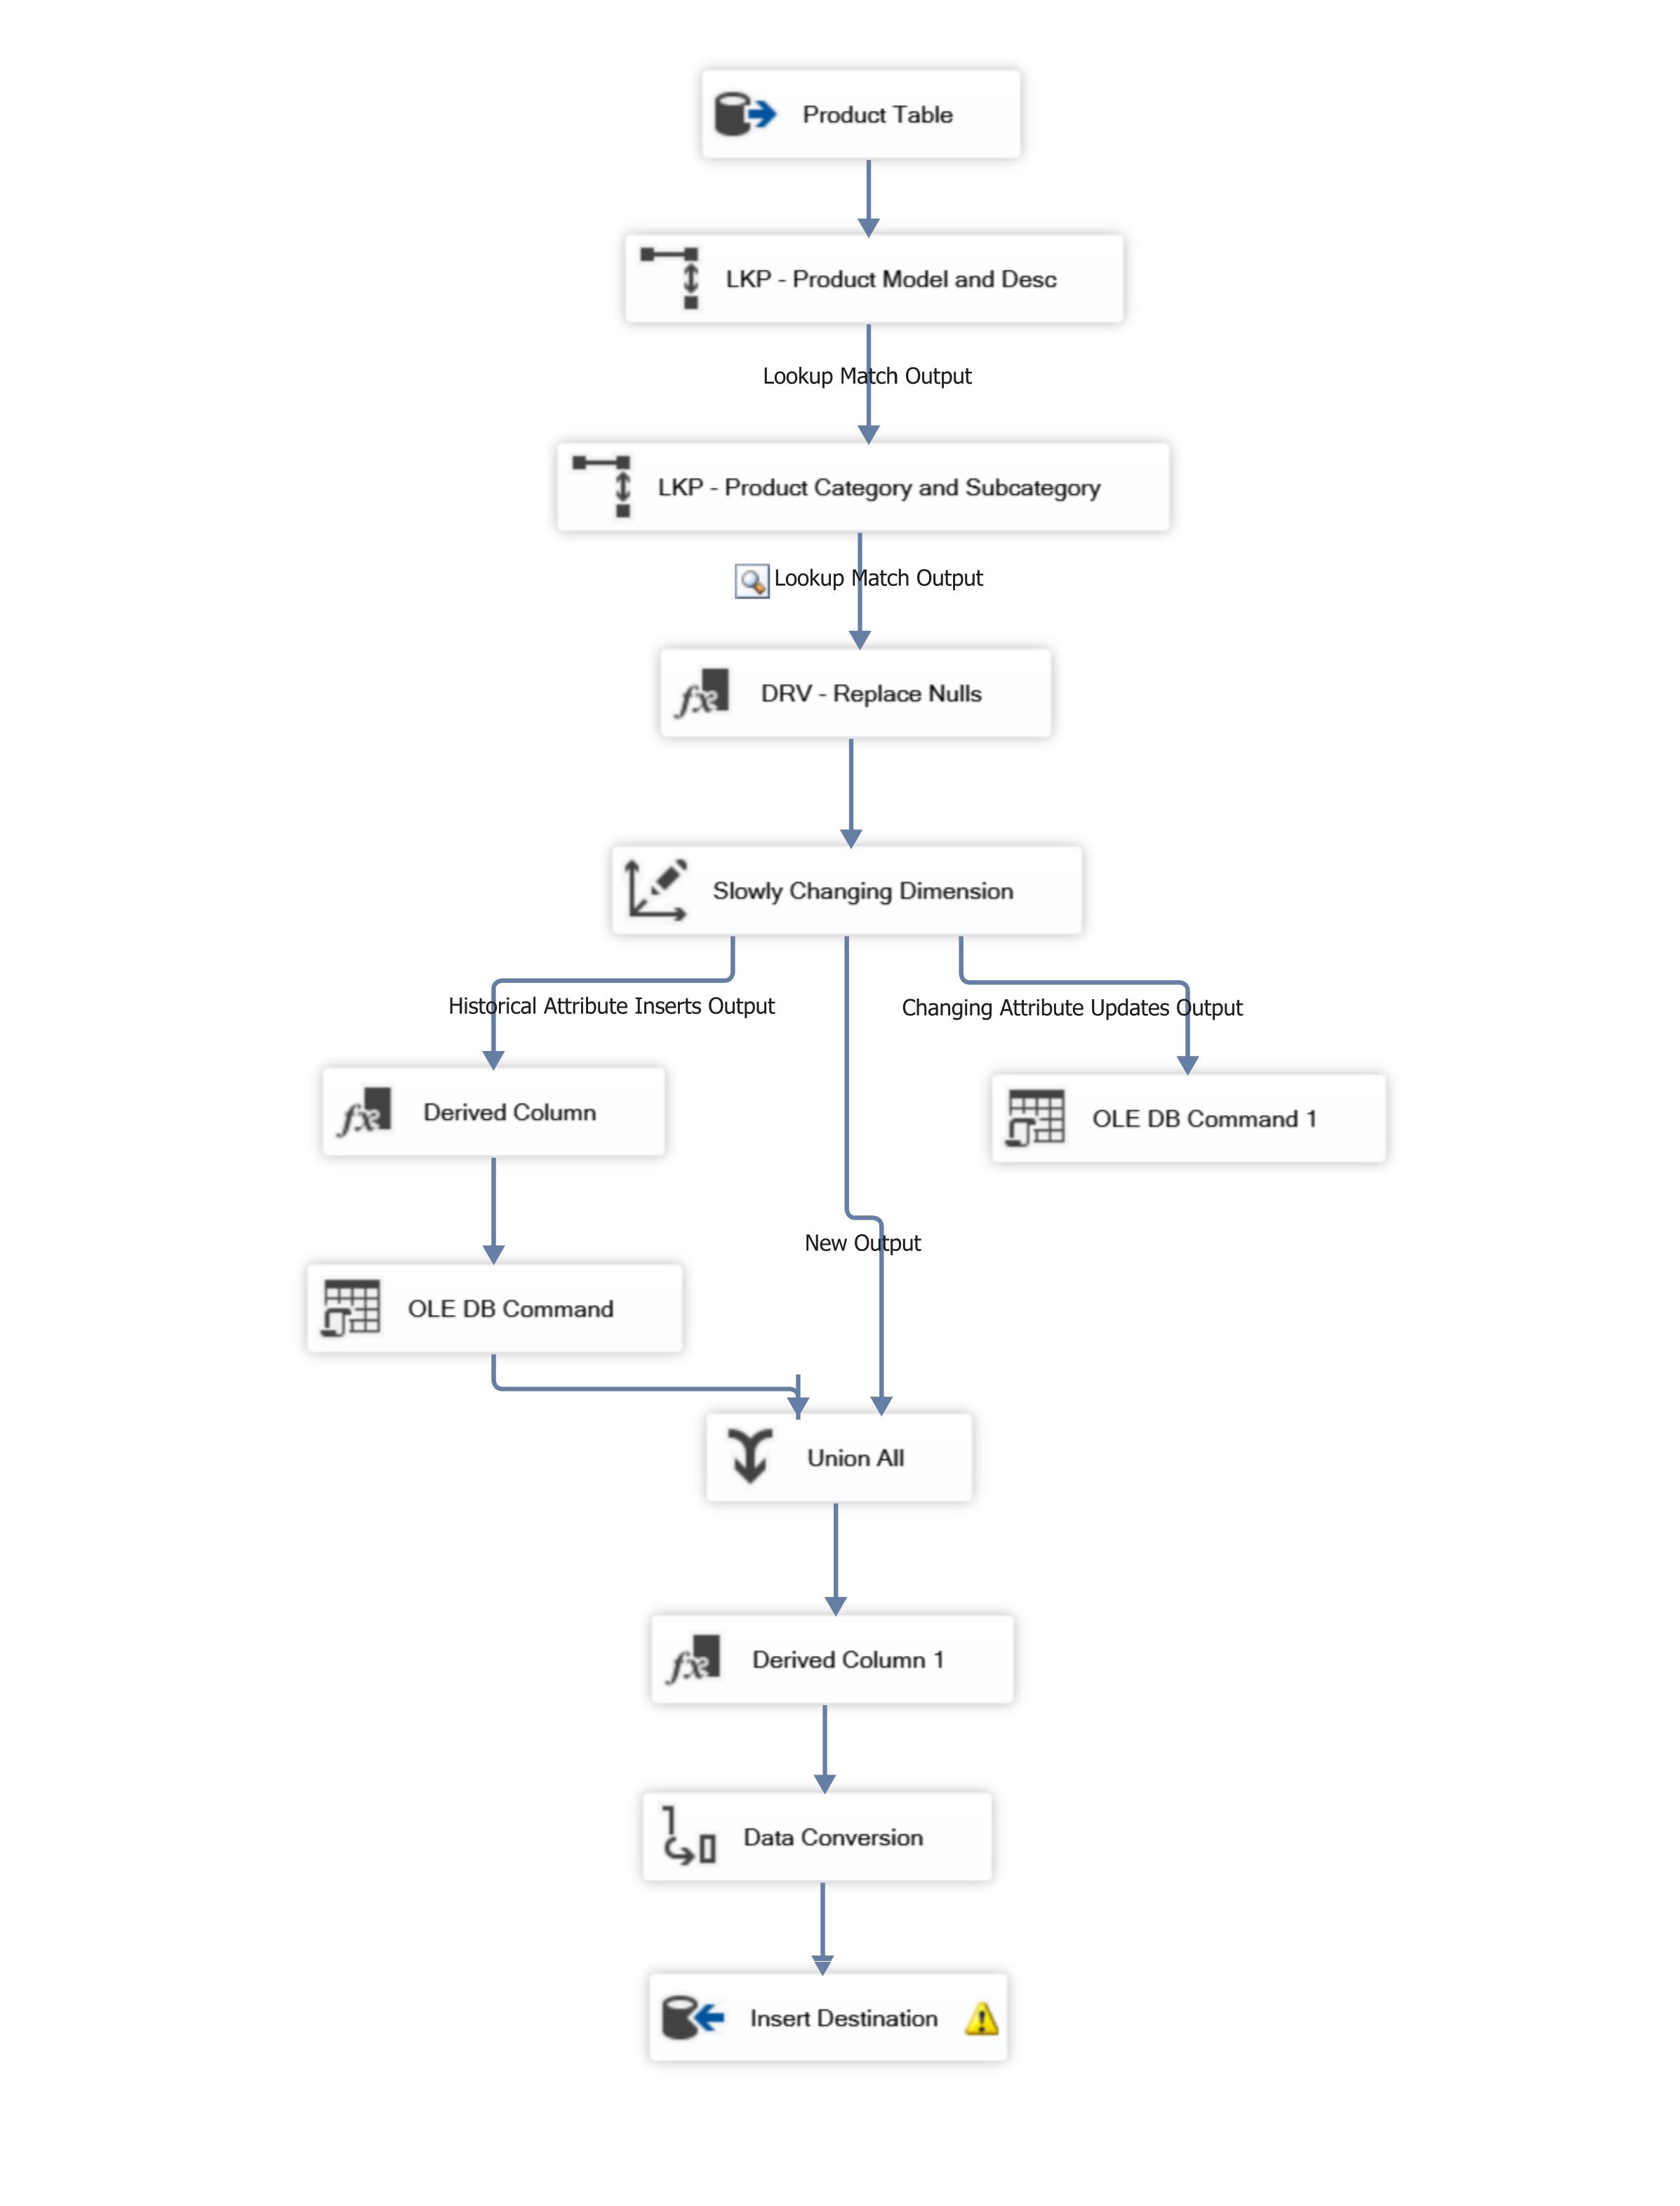 Product Table
LKP - Product Model and Desc
Lookup Match Output
LKP - Product Category and Subcategory
Lookup Match Output
DRV - Replace Nulls
Slowly Changing Dimension
Historical Attribute Inserts Output
Changing Attribute Updates Output
Derived Column
OLE DB Command 1
New Output
OLE DB Command
Union All
Derived Column 1
Data Conversion
Insert Destination